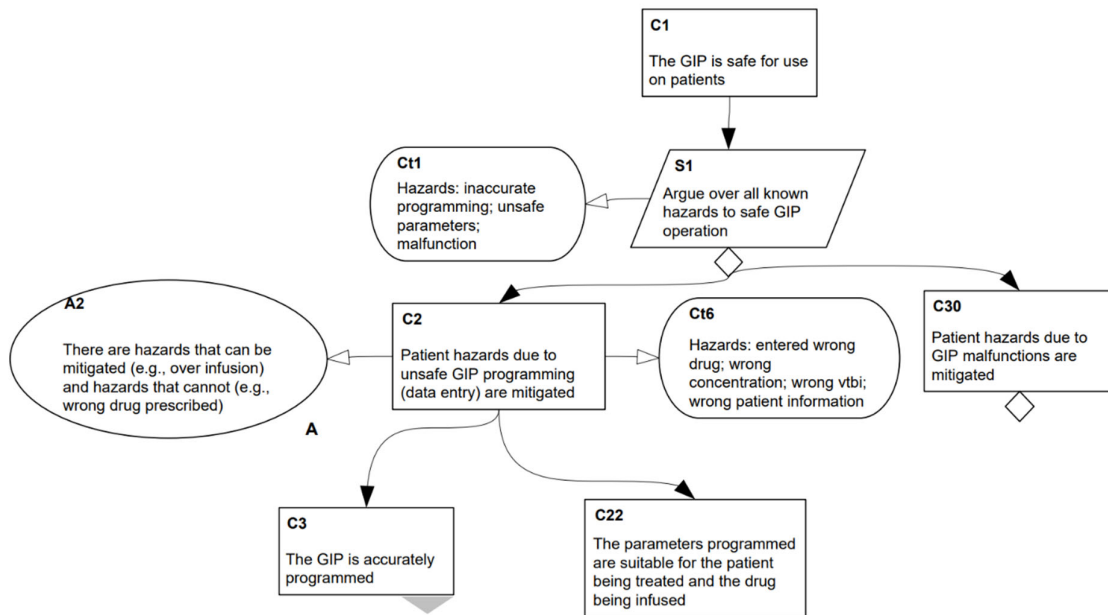 C1
The GIP is safe for use
on patients
Ct1
Hazards: inaccurate
programming; unsafe
parameters;
malfunction
S1
Argue over all known
hazards to safe GIP
operation
A2
There are hazards that can be
mitigated (e.g., over infusion)
and hazards that cannot (e.g.,
wrong drug prescribed)
A
C2
Patient hazards due to
unsafe GIP programming
(data entry) are mitigated
Ct6
Hazards: entered wrong
drug; wrong
concentration; wrong vtbi;
wrong patient information
C30
Patient hazards due to
GIP malfunctions are
mitigated
C3
The GIP is accurately
programmed
C22
The parameters programmed
are suitable for the patient
being treated and the drug
being infused